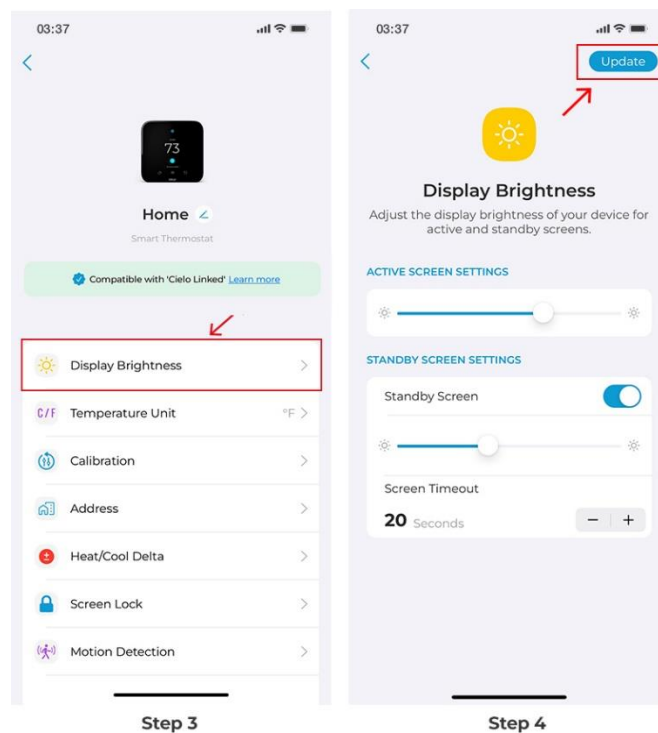 03:37
73
Home
Smart Thermostat
Compatible with 'Cielo Linked' Learn more
Display Brightness
C/F Temperature Unit °F
Calibration
Address
Heat/Cool Delta
Screen Lock
Motion Detection
Step 3
03:37
Update
Display Brightness
Adjust the display brightness of your device for
active and standby screens.
ACTIVE SCREEN SETTINGS
STANDBY SCREEN SETTINGS
Standby Screen
Screen Timeout
20 Seconds
− +
Step 4